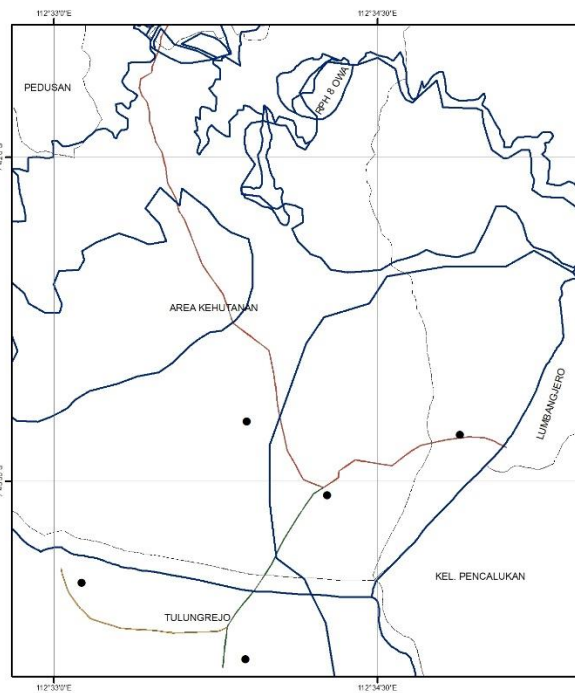 112°33'0"E 112°34'30"E
PEDUSAN
RPH 8 OWA
AREA KEHUTANAN
LUMBANGJERO
KEL. PENCALUKAN
TULUNGREJO
112°33'0"E 112°34'30"E